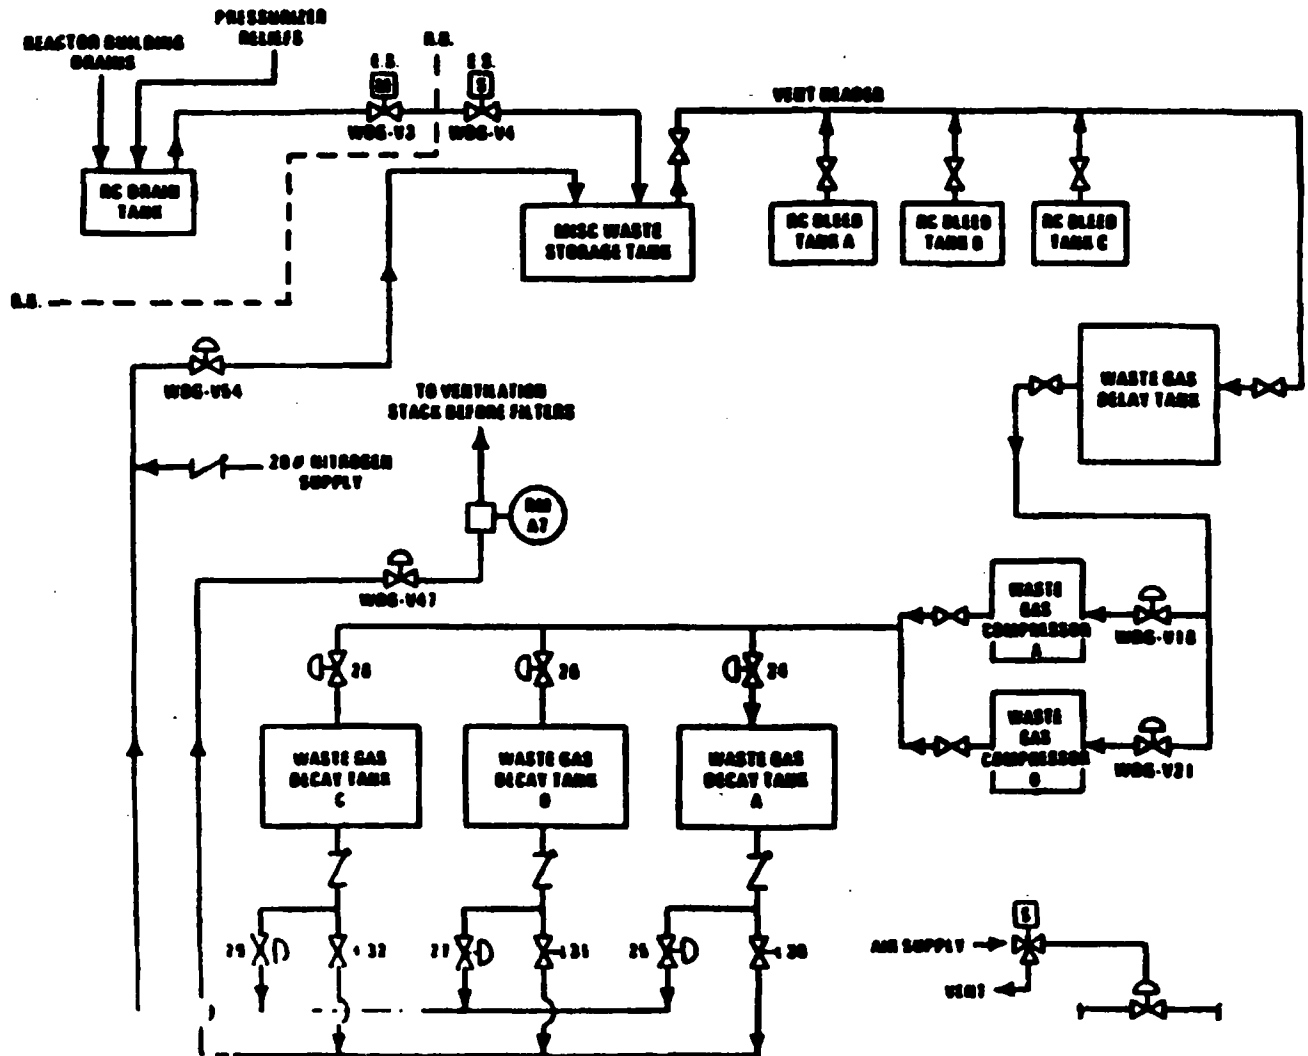 PRESSURIZER
RELIEFS
REACTOR BUILDING
DRAINS
R.B.
E.S.
E.S.
M
S
WDG-V3
WDG-V4
VENT HEADER
RC DRAIN
TANK
MISC WASTE
STORAGE TANK
RC BLEED
TANK A
RC BLEED
TANK B
RC BLEED
TANK C
R.B.
WDG-V54
TO VENTILATION
STACK BEFORE FILTERS
WASTE GAS
DELAY TANK
20# NITROGEN
SUPPLY
RM
A7
WDG-V47
WASTE
GAS
COMPRESSOR
A
WDG-V18
28
26
24
WASTE
GAS
COMPRESSOR
B
WDG-V21
WASTE GAS
DECAY TANK
C
WASTE GAS
DECAY TANK
B
WASTE GAS
DECAY TANK
A
29
32
27
31
25
30
S
AIR SUPPLY
VENT